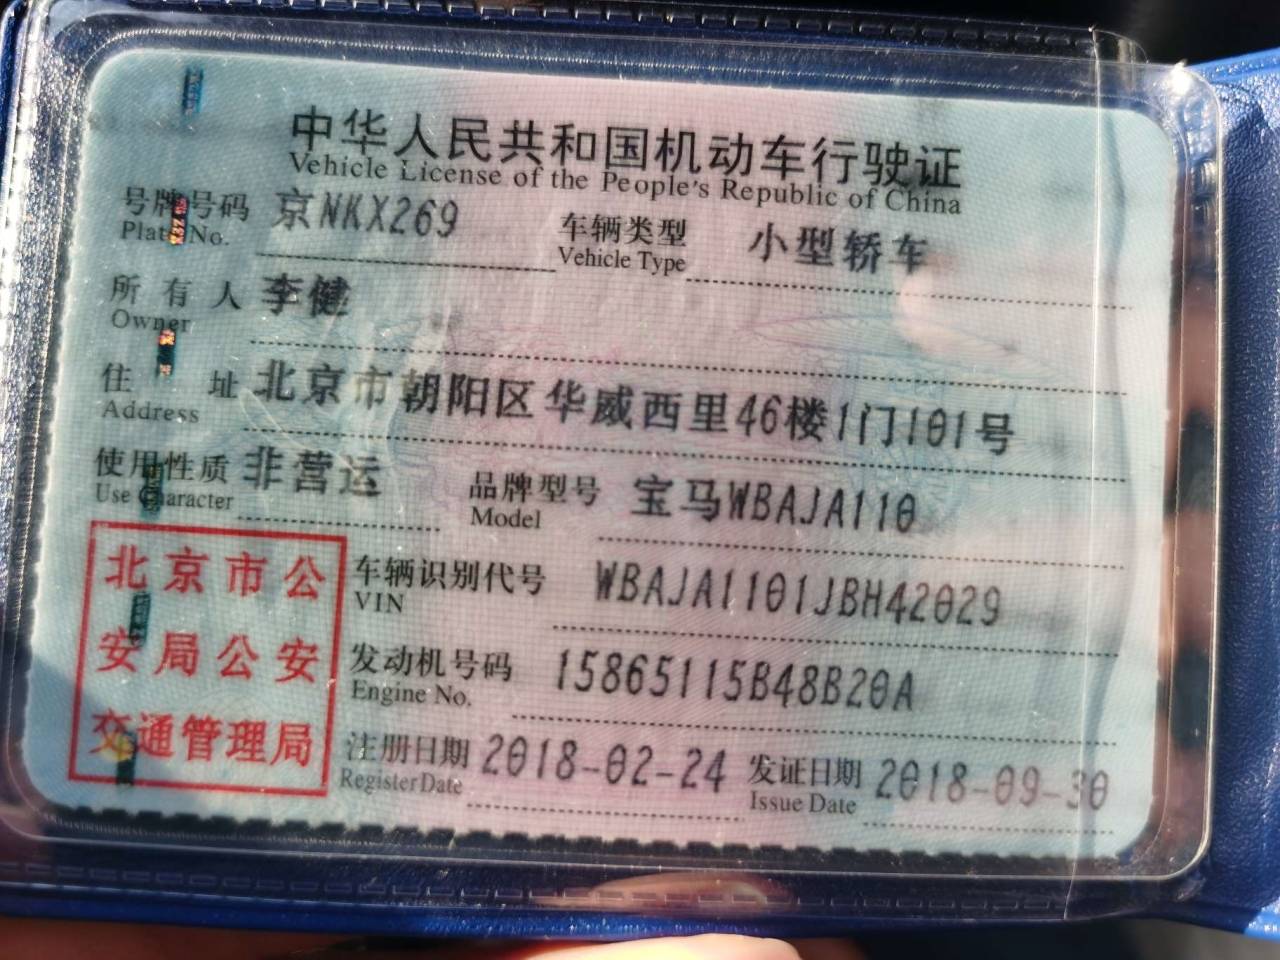 中华人民共和国机动车行驶证
Vehicle License of the People's Republic of China
号牌号码 京NKX269 车辆类型 小型轿车
Plate No. Vehicle Type
所有人 李健
Owner
住址 北京市朝阳区华威西里46楼1门101号
Address
使用性质 非营运 品牌型号 宝马WBAJA110
Use Character Model
北京市公
安局公安
交通管理局
车辆识别代号 WBAJA1101JBH42029
VIN
发动机号码 15865115B48B20A
Engine No.
注册日期 2018-02-24 发证日期 2018-09-30
Register Date Issue Date